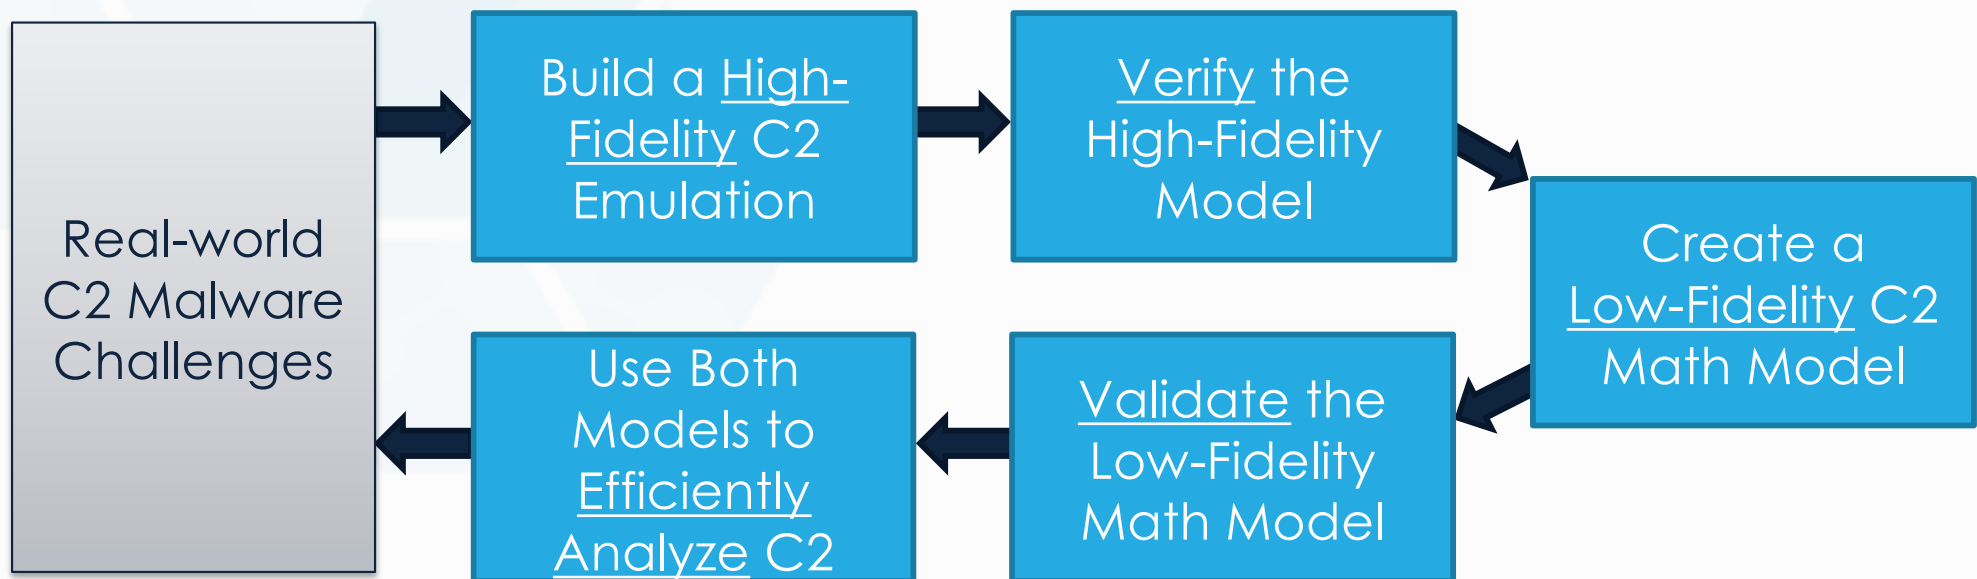 Real-world
C2 Malware
Challenges
Build a High-
Fidelity C2
Emulation
Verify the
High-Fidelity
Model
Create a
Low-Fidelity C2
Math Model
Validate the
Low-Fidelity
Math Model
Use Both
Models to
Efficiently
Analyze C2